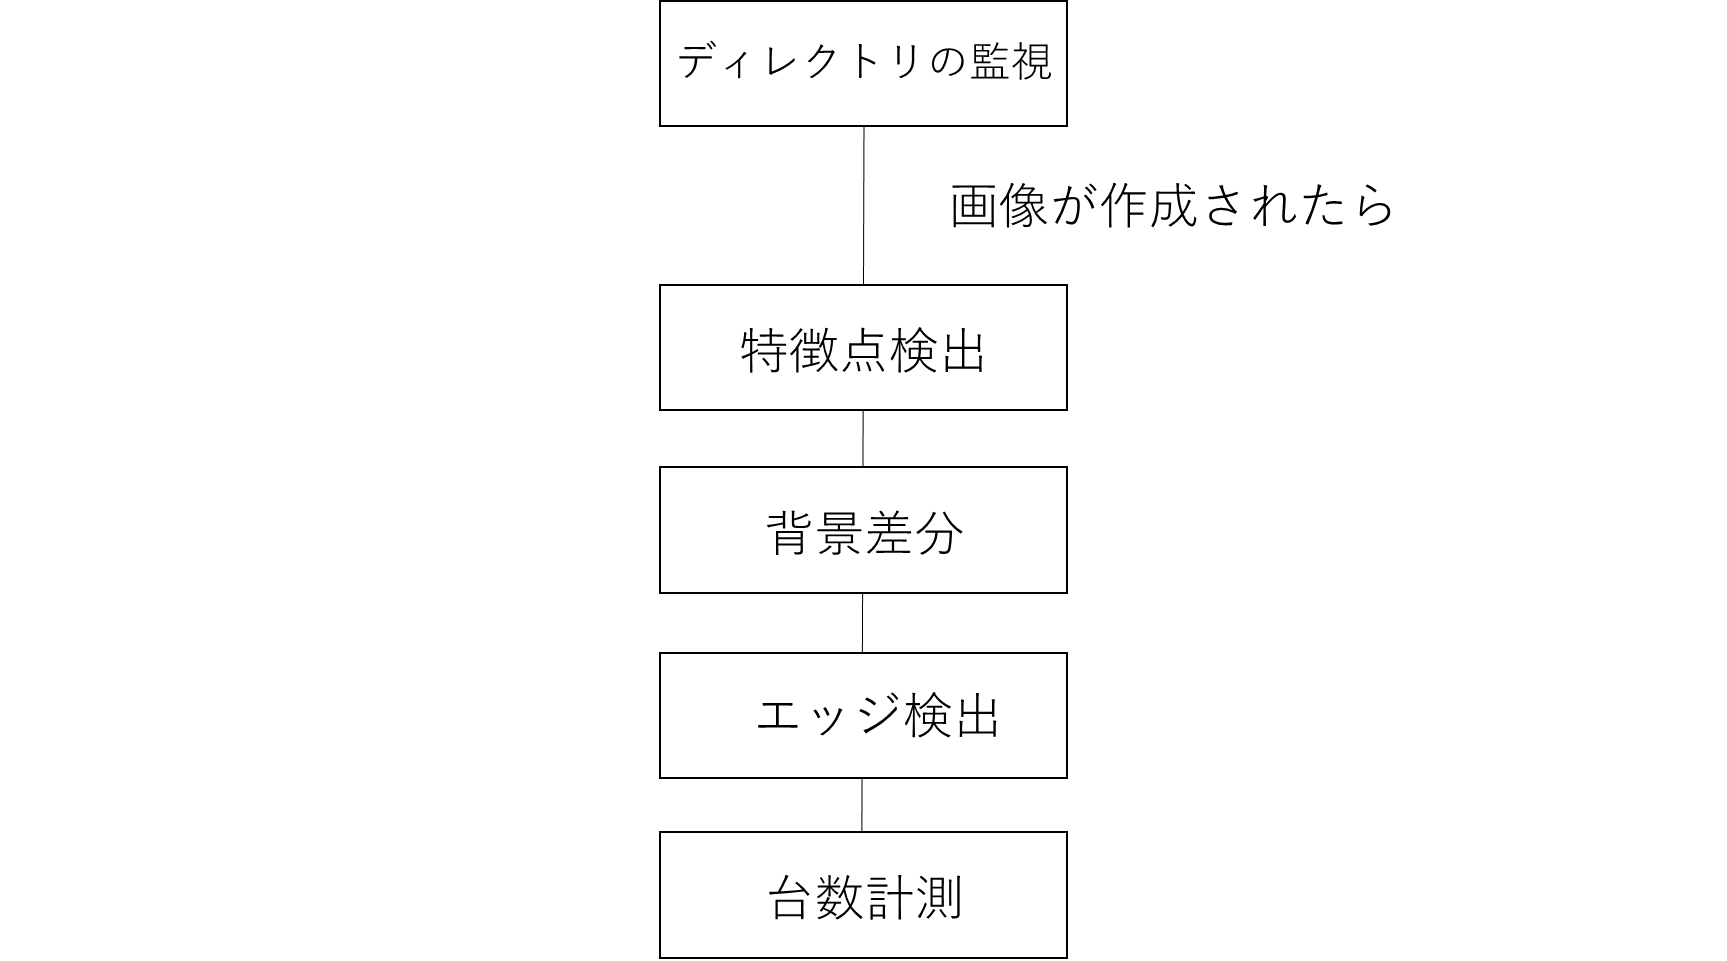 ディレクトリの監視
画像が作成されたら
特徴点検出
背景差分
エッジ検出
台数計測